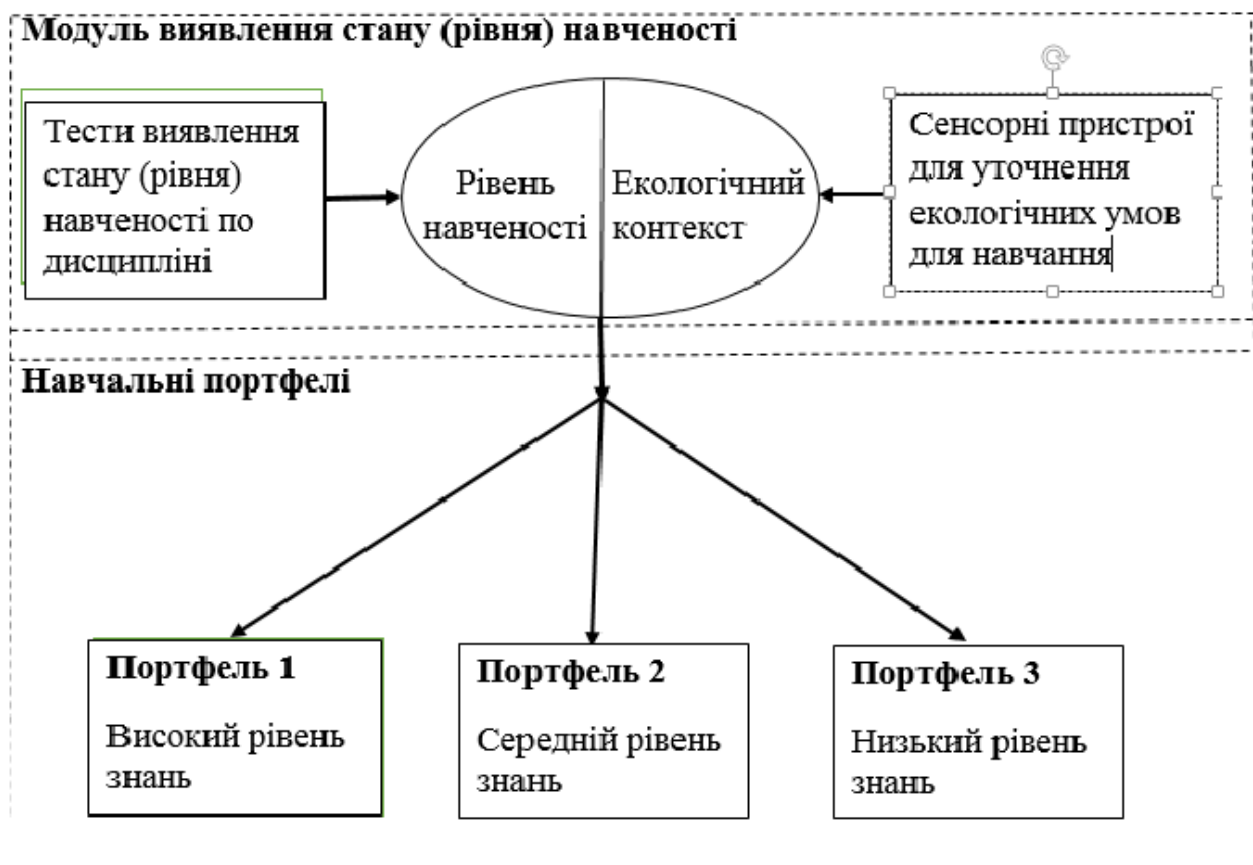 Модуль виявлення стану (рівня) навченості
Тести виявлення
стану (рівня)
навченості по
дисципліні
Рівень
навченості
Екологічний
контекст
Сенсорні пристрої
для уточнення
екологічних умов
для навчання
Навчальні портфелі
Портфель 1
Високий рівень
знань
Портфель 2
Середній рівень
знань
Портфель 3
Низький рівень
знань